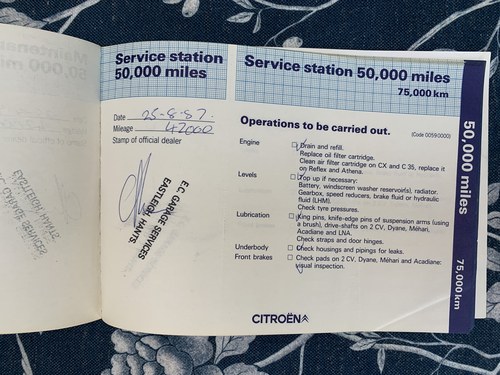 Service station
50,000 miles
Date 25-8-87.
Mileage 42000
Stamp of official dealer
E.C. GARAGE SERVICES
EASTLEIGH, HANTS.
Service station 50,000 miles
75,000 km
Operations to be carried out.
(Code 0059/0000)
Engine
Drain and refill.
Replace oil filter cartridge.
Clean air filter cartridge on CX and C 35, replace it
on Reflex and Athena.
Levels
Top up if necessary:
Battery, windscreen washer reservoir(s), radiator.
Gearbox, speed reducers, brake fluid or hydraulic
fluid (LHM).
Check tyre pressures.
Lubrication
King pins, knife-edge pins of suspension arms (using
a brush), drive-shafts on 2 CV, Dyane, Méhari,
Acadiane and LNA.
Check straps and door hinges.
Underbody
Check housings and pipings for leaks.
Front brakes
Check pads on 2 CV, Dyane, Méhari and Acadiane:
visual inspection.
CITROËN
50,000 miles
75,000 km